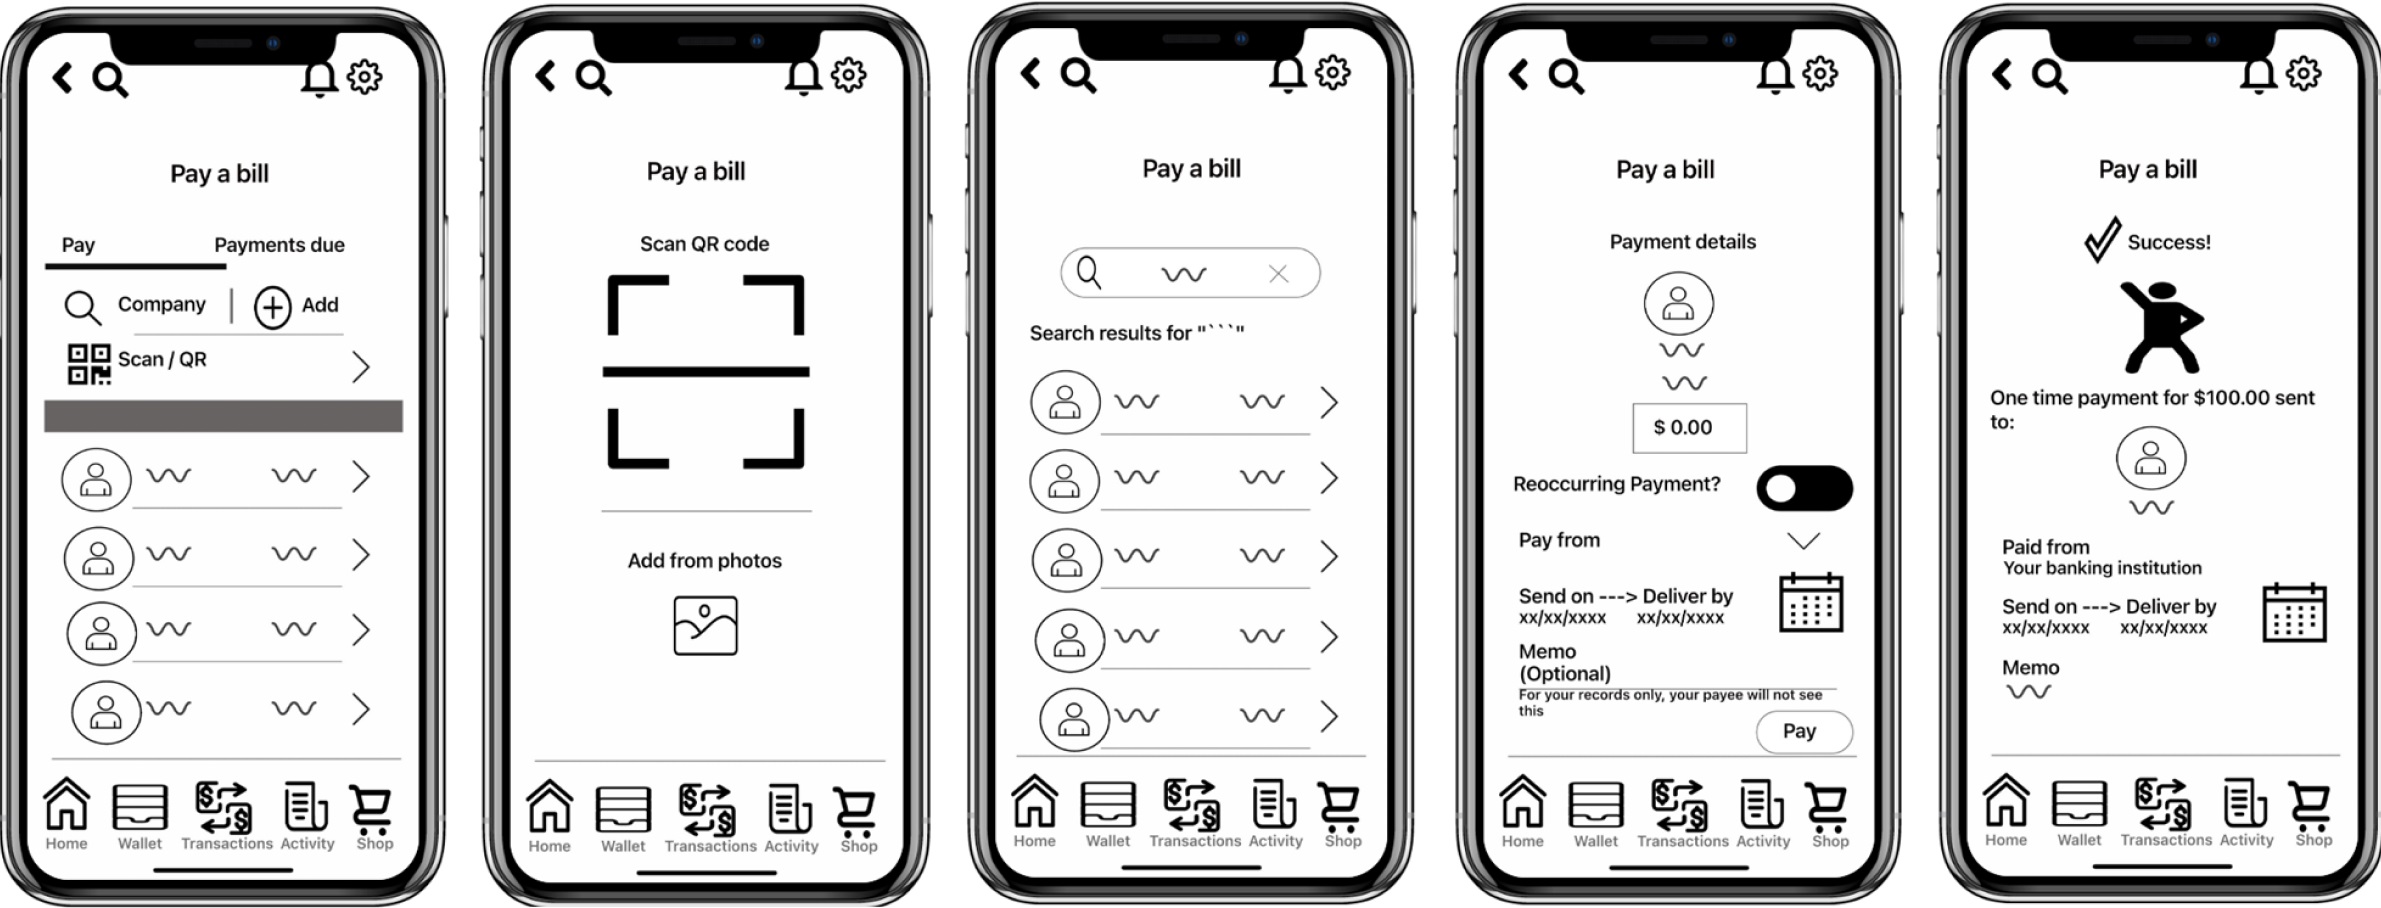 Pay a bill
Pay Payments due
Company | Add
Scan / QR
Home Wallet Transactions Activity Shop
Pay a bill
Scan QR code
Add from photos
Home Wallet Transactions Activity Shop
Pay a bill
Search results for "```"
Home Wallet Transactions Activity Shop
Pay a bill
Payment details
$ 0.00
Reoccurring Payment?
Pay from
Send on ---> Deliver by
xx/xx/xxxx xx/xx/xxxx
Memo
(Optional)
For your records only, your payee will not see
this
Pay
Home Wallet Transactions Activity Shop
Pay a bill
Success!
One time payment for $100.00 sent
to:
Paid from
Your banking institution
Send on ---> Deliver by
xx/xx/xxxx xx/xx/xxxx
Memo
Home Wallet Transactions Activity Shop